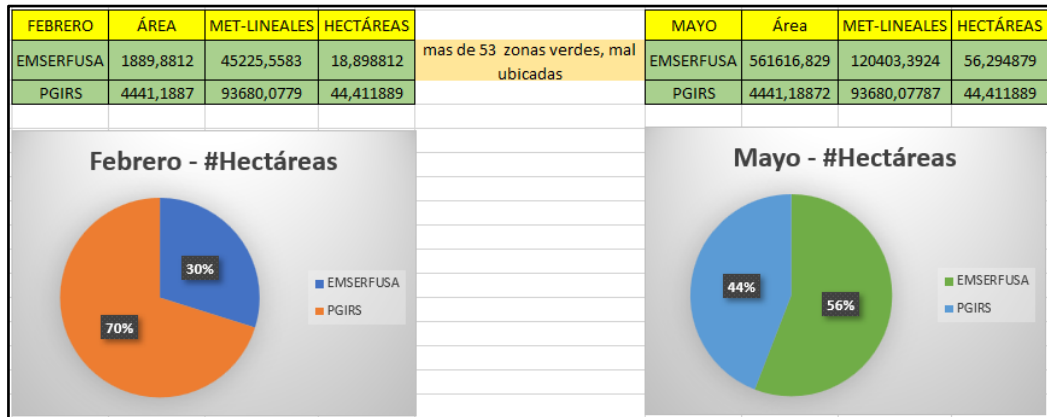 FEBRERO ÁREA MET-LINEALES HECTÁREAS
EMSERFUSA 1889,8812 45225,5583 18,898812
PGIRS 4441,1887 93680,0779 44,411889
mas de 53 zonas verdes, mal
ubicadas
MAYO Área MET-LINEALES HECTÁREAS
EMSERFUSA 561616,829 120403,3924 56,294879
PGIRS 4441,18872 93680,07787 44,411889
Febrero - #Hectáreas
30%
70%
EMSERFUSA
PGIRS
Mayo - #Hectáreas
44%
56%
EMSERFUSA
PGIRS